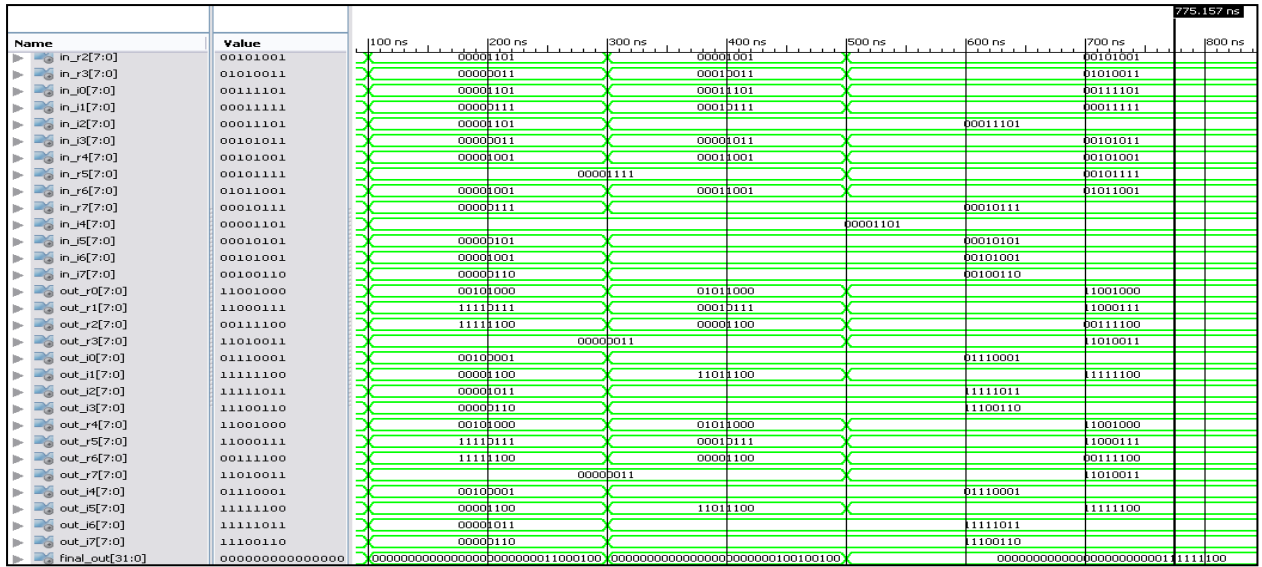 775.157 ns
Name Value 100 ns 200 ns 300 ns 400 ns 500 ns 600 ns 700 ns 800 ns
in_r2[7:0] 00101001 00001101 00001001 00101001
in_r3[7:0] 01010011 00000011 00010011 01010011
in_i0[7:0] 00111101 00001101 00011101 00111101
in_i1[7:0] 00011111 00000111 00010111 00011111
in_i2[7:0] 00011101 00001101 00011101
in_i3[7:0] 00101011 00000011 00001011 00101011
in_r4[7:0] 00101001 00001001 00011001 00101001
in_r5[7:0] 00101111 00001111 00101111
in_r6[7:0] 01011001 00001001 00011001 01011001
in_r7[7:0] 00010111 00000111 00010111
in_i4[7:0] 00001101 00001101
in_i5[7:0] 00010101 00000101 00010101
in_i6[7:0] 00101001 00001001 00101001
in_i7[7:0] 00100110 00000110 00100110
out_r0[7:0] 11001000 00101000 01011000 11001000
out_r1[7:0] 11000111 11110111 00010111 11000111
out_r2[7:0] 00111100 11111100 00001100 00111100
out_r3[7:0] 11010011 00000011 11010011
out_i0[7:0] 01110001 00100001 01110001
out_i1[7:0] 11111100 00001100 11011100 11111100
out_i2[7:0] 11111011 00001011 11111011
out_i3[7:0] 11100110 00000110 11100110
out_r4[7:0] 11001000 00101000 01011000 11001000
out_r5[7:0] 11000111 11110111 00010111 11000111
out_r6[7:0] 00111100 11111100 00001100 00111100
out_r7[7:0] 11010011 00000011 11010011
out_i4[7:0] 01110001 00100001 01110001
out_i5[7:0] 11111100 00001100 11011100 11111100
out_i6[7:0] 11111011 00001011 11111011
out_i7[7:0] 11100110 00000110 11100110
final_out[31:0] 0000000000000000 00000000000000000000000011000100 00000000000000000000000100100100 00000000000000000000000111111100